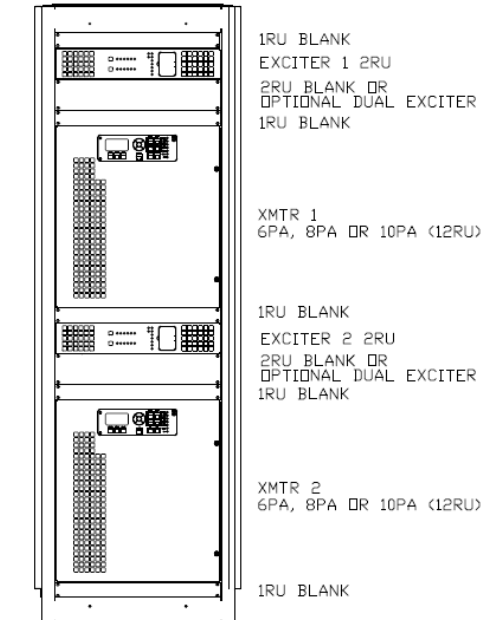 1RU BLANK
EXCITER 1 2RU
2RU BLANK OR
OPTIONAL DUAL EXCITER
1RU BLANK
XMTR 1
6PA, 8PA OR 10PA (12RU)
1RU BLANK
EXCITER 2 2RU
2RU BLANK OR
OPTIONAL DUAL EXCITER
1RU BLANK
XMTR 2
6PA, 8PA OR 10PA (12RU)
1RU BLANK